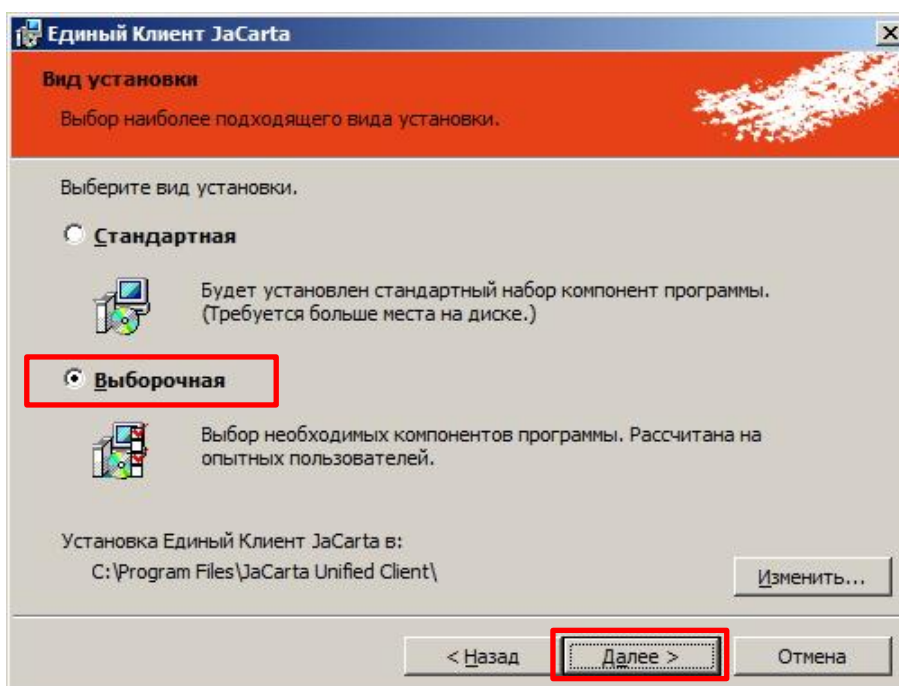 Единый Клиент JaCarta
Вид установки
Выбор наиболее подходящего вида установки.
Выберите вид установки.
Стандартная
Будет установлен стандартный набор компонент программы.
(Требуется больше места на диске.)
Выборочная
Выбор необходимых компонентов программы. Рассчитана на
опытных пользователей.
Установка Единый Клиент JaCarta в:
C:\Program Files\JaCarta Unified Client\
Изменить...
< Назад
Далее >
Отмена